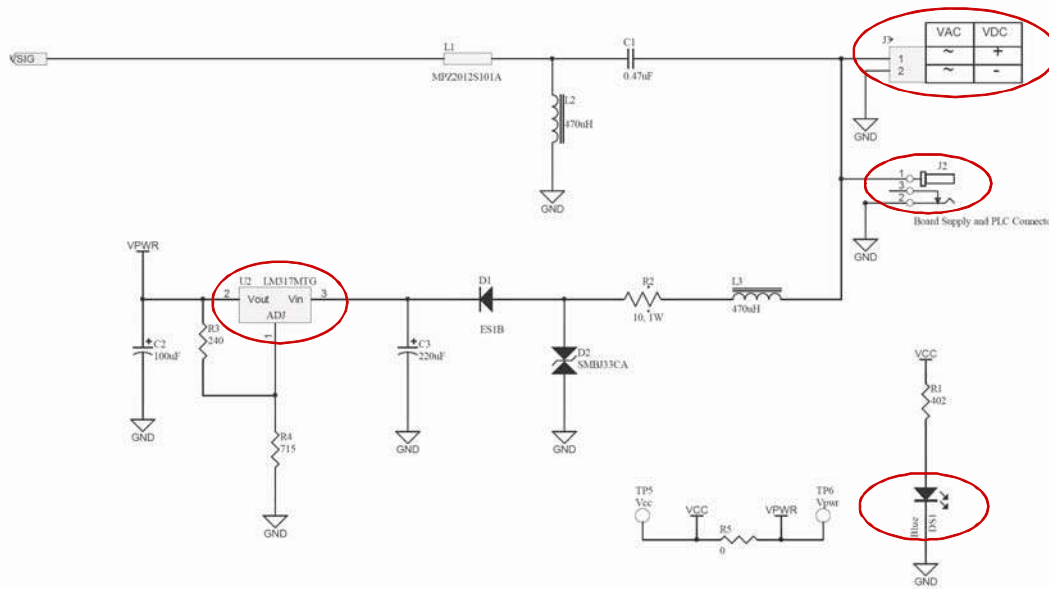 VSIG
L1
MPZ2012S101A
C1
0.47uF
L2
470uH
GND
J3
VAC VDC
1 ~ +
2 ~ -
GND
J2
1
3
2
Board Supply and PLC Connecto
GND
VPWR
U2 LM317MTG
2 Vout Vin 3
ADJ
1
R3
240
C2
100uF
GND
R4
715
GND
C3
220uF
GND
D1
ES1B
D2
SMBJ33CA
GND
R2
10, 1W
L3
470uH
VCC
R1
402
Blue
DS1
GND
TP5
Vcc
VCC
R5
0
VPWR
TP6
Vpwr